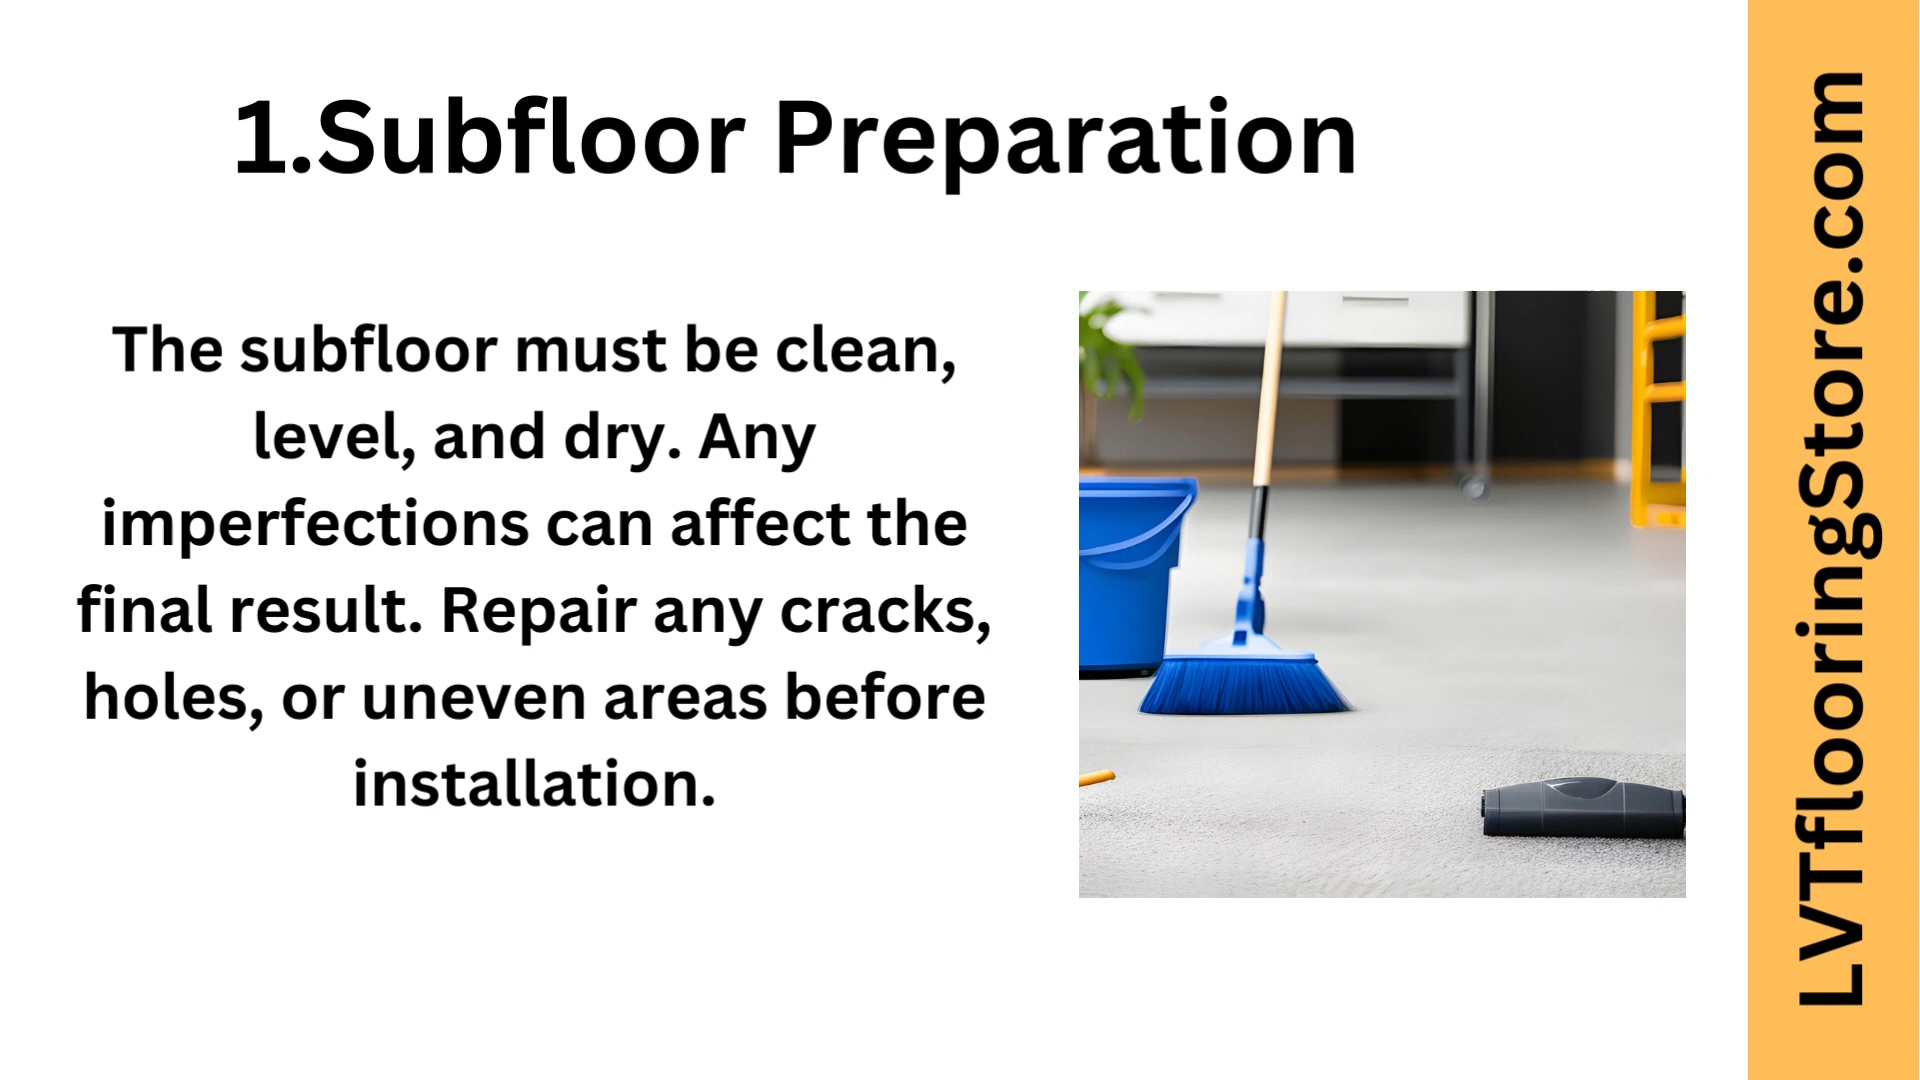 1.Subfloor Preparation
The subfloor must be clean,
level, and dry. Any
imperfections can affect the
final result. Repair any cracks,
holes, or uneven areas before
installation.
LVTflooringStore.com